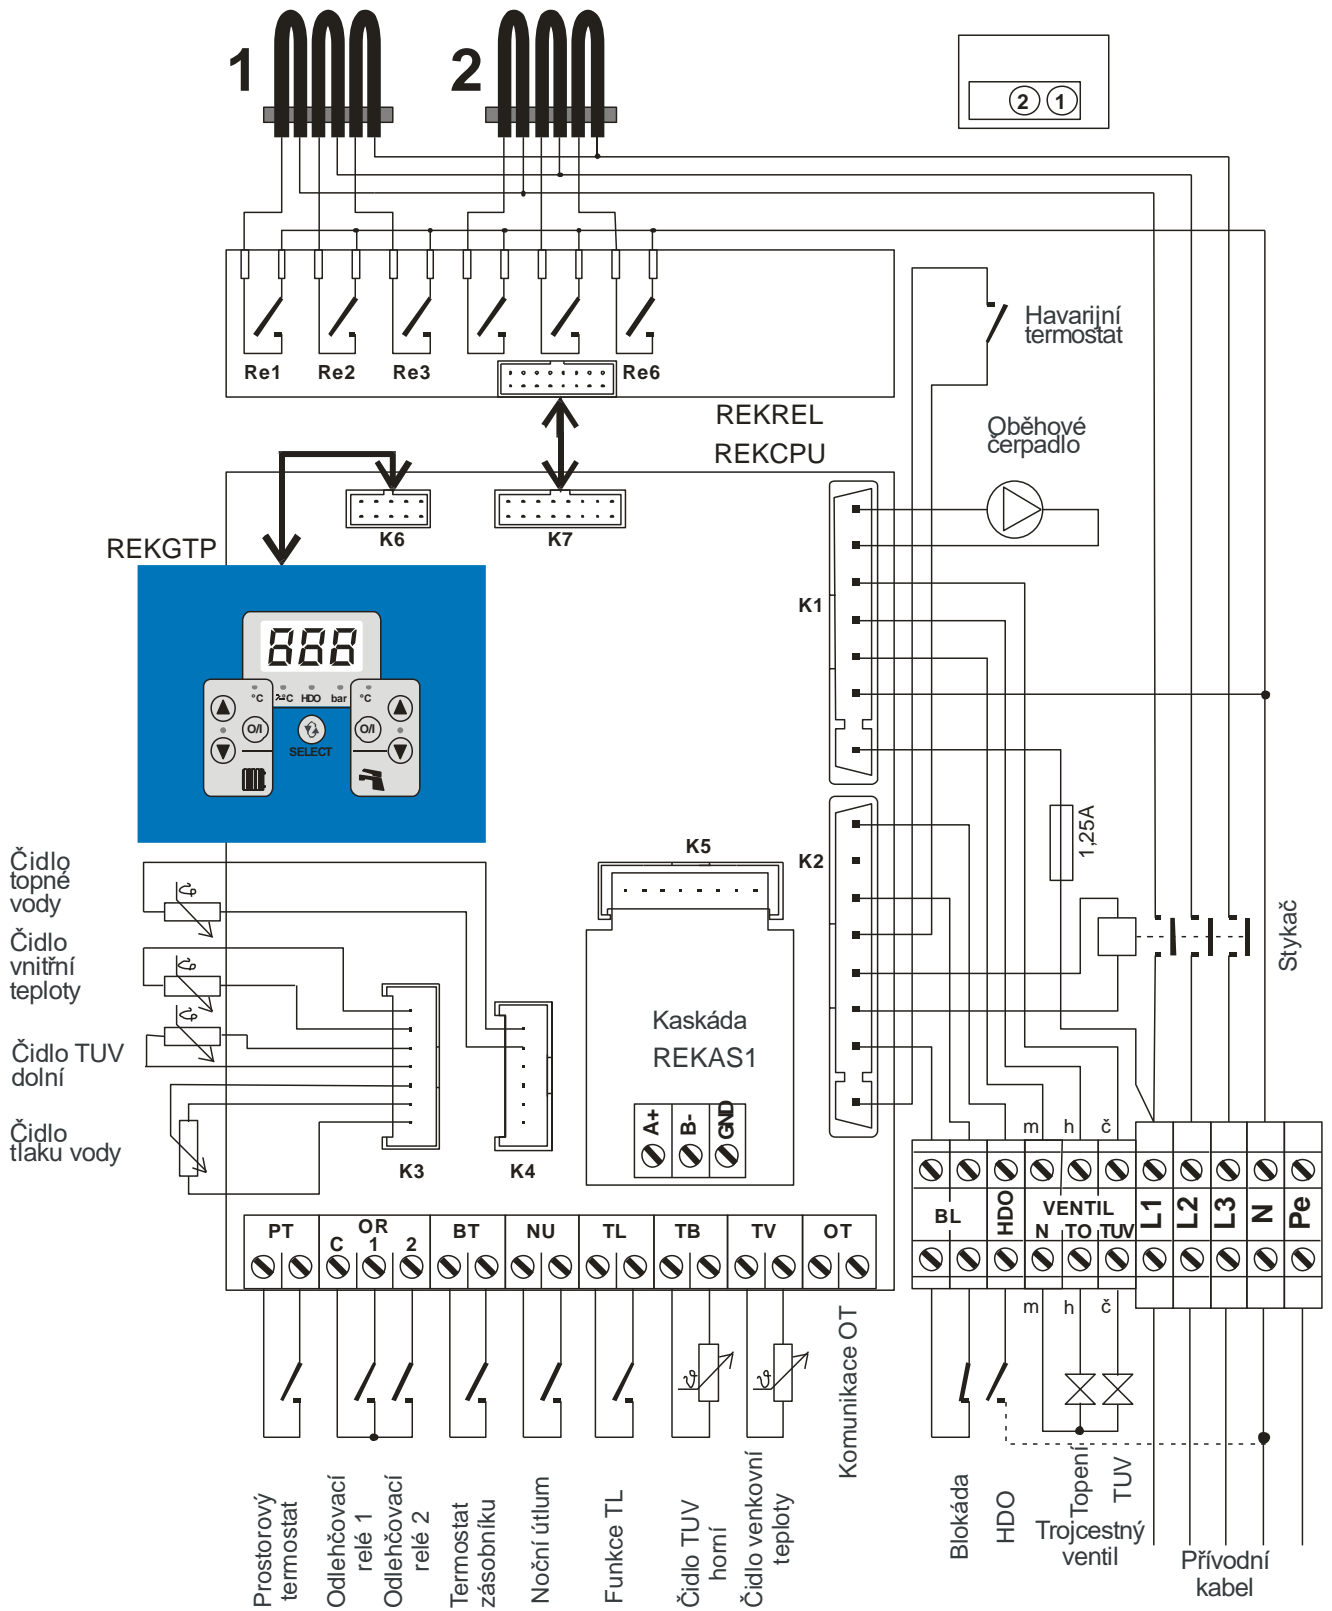 1
2
2 1
Re1
Re2
Re3
Re6
Havarijní
termostat
REKREL
REKCPU
Oběhové
čerpadlo
K6
K7
REKGTP
K1
888
°C
°C
HDO
bar
°C
O/I
O/I
SELECT
1,25A
K5
K2
Čidlo
topné
vody
Čidlo
vnitřní
teploty
Stykač
Kaskáda
REKAS1
Čidlo TUV
dolní
A+
B-
GND
Čidlo
tlaku vody
K3
K4
m
h
č
PT
OR
C
1
2
BT
NU
TL
TB
TV
OT
BL
HDO
VENTIL
N
TO
TUV
L1
L2
L3
N
Pe
m
h
č
Prostorový
termostat
Odlehčovací
relé 1
Odlehčovací
relé 2
Termostat
zásobníku
Noční útlum
Funkce TL
Čidlo TUV
horní
Čidlo venkovní
teploty
Komunikace OT
Blokáda
HDO
Topení
TUV
Trojcestný
ventil
Přívodní
kabel